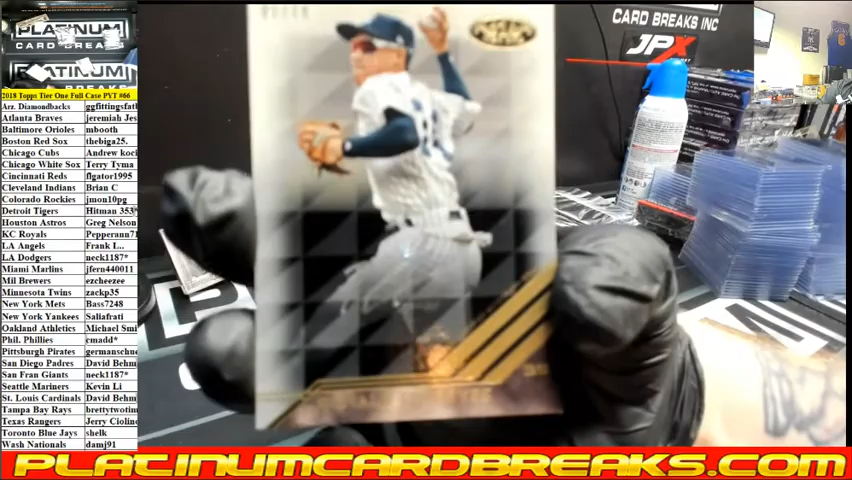 PLATINUM
CARD BREAKS
PLATINUM
2018 Topps Tier One Full Case PYT #66
Arz. Diamondbacks ggfittingsfatl
Atlanta Braves jeremiah Jes
Baltimore Orioles mbooth
Boston Red Sox thebiga25.
Chicago Cubs Andrew koci
Chicago White Sox Terry Tyma
Cincinnati Reds flgator1995
Cleveland Indians Brian C
Colorado Rockies jmon10pg
Detroit Tigers Hitman 353*
Houston Astros Greg Nelson
KC Royals Pepperann71
LA Angels Frank L..
LA Dodgers neck1187*
Miami Marlins jfern440011
Mil Brewers ezcheezee
Minnesota Twins zackp35
New York Mets Bass7248
New York Yankees Saliafrati
Oakland Athletics Michael Smi
Phil. Phillies cmadd*
Pittsburgh Pirates germanschne
San Diego Padres David Behm
San Fran Giants neck1187*
Seattle Mariners Kevin Li
St. Louis Cardinals David Behm
Tampa Bay Rays brettytwotim
Texas Rangers Jerry Cioline
Toronto Blue Jays shelk
Wash Nationals damj91
CARD BREAKS INC
JPX
PLATINUMCARDBREAKS.COM